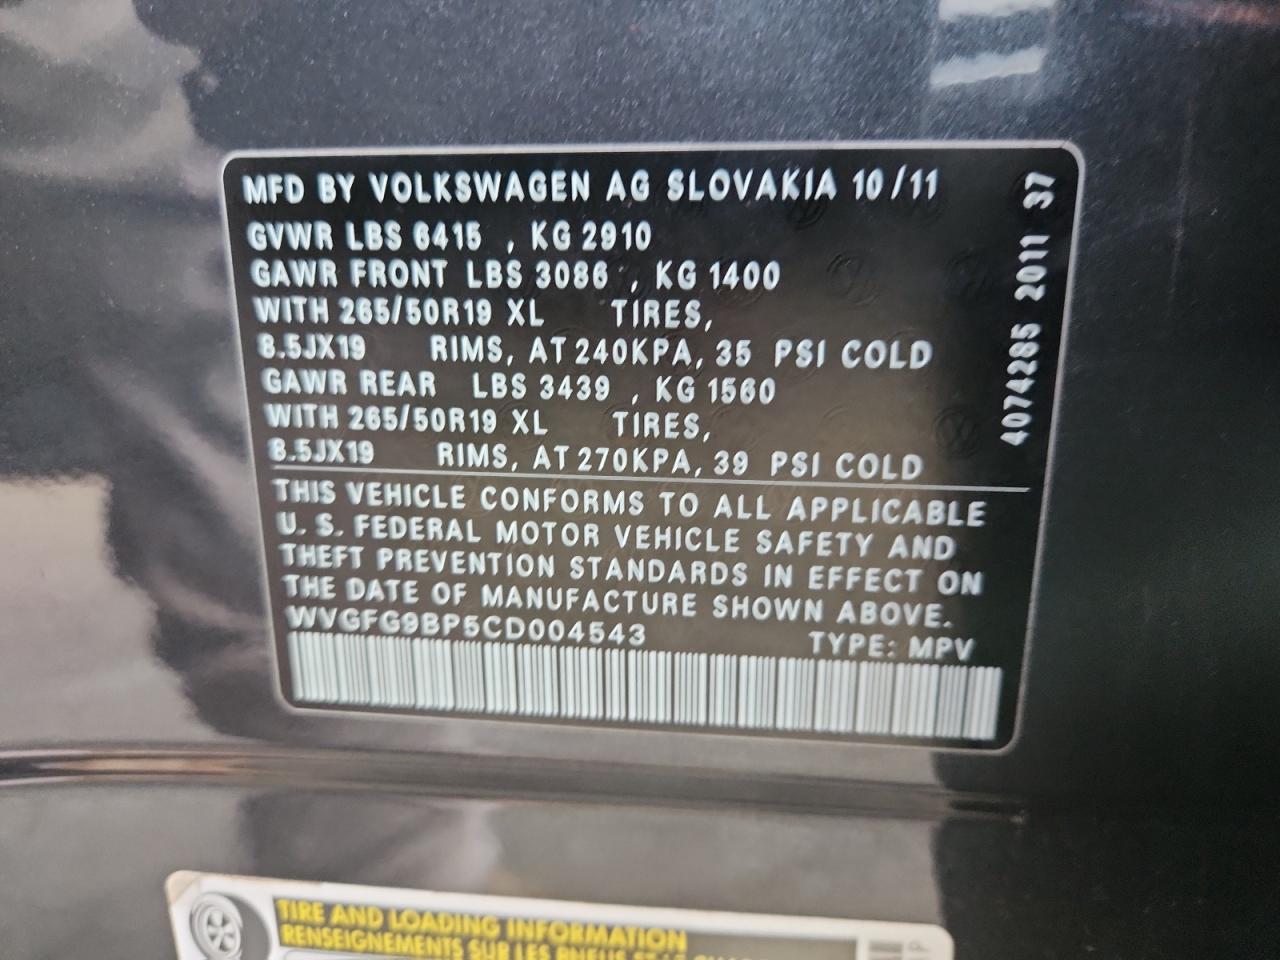 MFD BY VOLKSWAGEN AG SLOVAKIA 10/11
GVWR LBS 6415 , KG 2910
GAWR FRONT LBS 3086 , KG 1400
WITH 265/50R19 XL TIRES,
8.5JX19 RIMS, AT 240KPA, 35 PSI COLD
GAWR REAR LBS 3439 , KG 1560
WITH 265/50R19 XL TIRES,
8.5JX19 RIMS, AT 270KPA, 39 PSI COLD
THIS VEHICLE CONFORMS TO ALL APPLICABLE
U. S. FEDERAL MOTOR VEHICLE SAFETY AND
THEFT PREVENTION STANDARDS IN EFFECT ON
THE DATE OF MANUFACTURE SHOWN ABOVE.
WVGFG9BP5CD004543 TYPE: MPV
4074285 2011 37
TIRE AND LOADING INFORMATION
RENSEIGNEMENTS SUR LES PNEUS ET LE